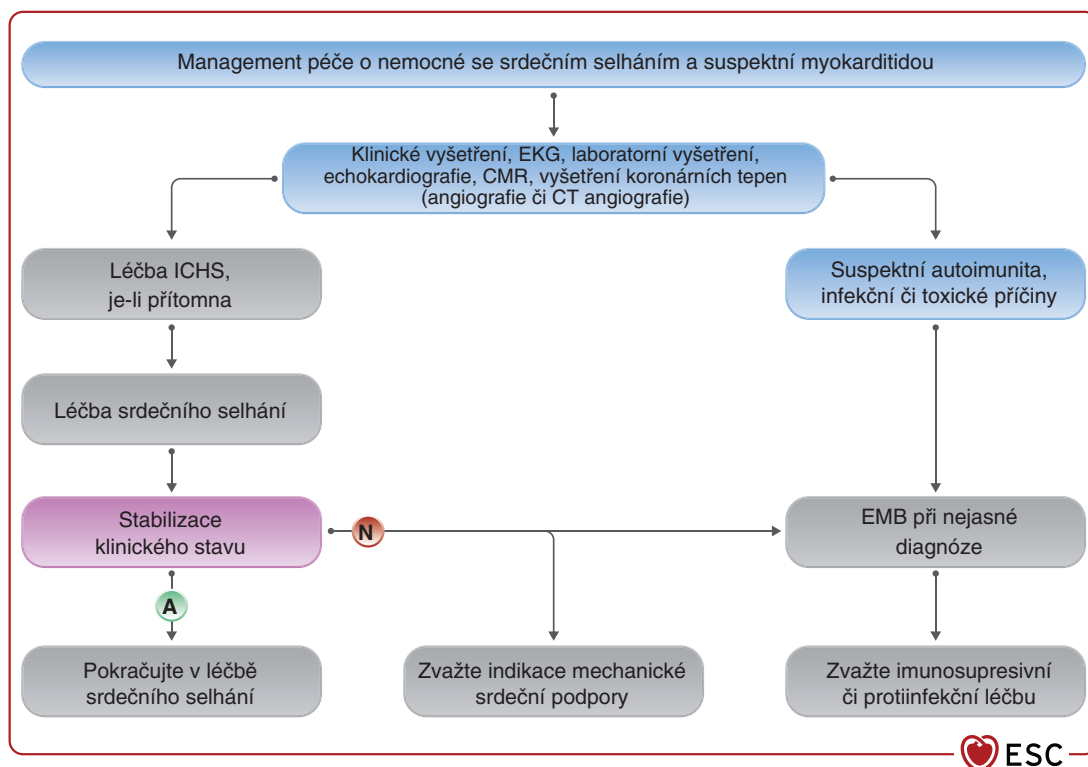 Management péče o nemocné se srdečním selháním a suspektní myokarditidou
Klinické vyšetření, EKG, laboratorní vyšetření,
echokardiografie, CMR, vyšetření koronárních tepen
(angiografie či CT angiografie)
Léčba ICHS,
je-li přítomna
Suspektní autoimunita,
infekční či toxické příčiny
Léčba srdečního selhání
Stabilizace
klinického stavu
N
EMB při nejasné
diagnóze
A
Pokračujte v léčbě
srdečního selhání
Zvažte indikace mechanické
srdeční podpory
Zvažte imunosupresivní
či protiinfekční léčbu
ESC